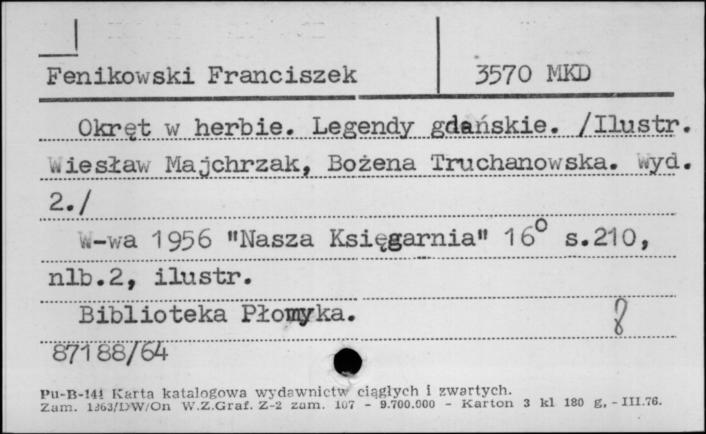 Fenikowski Franciszek 3570 MKD
Okręt w herbie. Legendy gdańskie. /Ilustr.
Wiesław Majchrzak, Bożena Truchanowska. Wyd.
2./
W-wa 1956 "Nasza Księgarnia" 16° s.210,
nlb.2, ilustr.
Biblioteka Płomyka.
87188/64
Pu-B-141 Karta katalogowa wydawnictw ciągłych i zwartych.
Zam. 1363/DW/On W.Z.Graf. Z-2 zam. 107 - 9.700.000 - Karton 3 kl 180 g. - III.76.